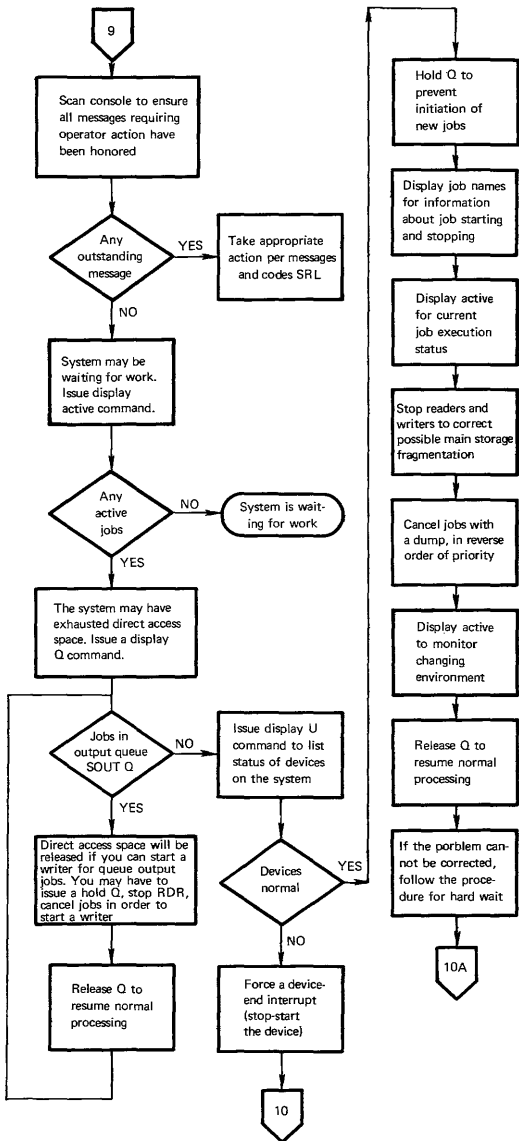 9
Scan console to ensure
all messages requiring
operator action have
been honored
Any
outstanding
message
YES
Take appropriate
action per messages
and codes SRL
NO
System may be
waiting for work.
Issue display
active command.
Any
active
jobs
NO
System is wait-
ing for work
YES
The system may have
exhausted direct access
space. Issue a display
Q command.
Jobs in
output queue
SOUT Q
NO
Issue display U
command to list
status of devices
on the system
YES
Direct access space will be
released if you can start a
writer for queue output
jobs. You may have to
issue a hold Q, stop RDR,
cancel jobs in order to
start a writer
Release Q to
resume normal
processing
Devices
normal
YES
NO
Force a device-
end interrupt
(stop-start
the device)
10
Hold Q to
prevent
initiation of
new jobs
Display job names
for information
about job starting
and stopping
Display active
for current
job execution
status
Stop readers and
writers to correct
possible main storage
fragmentation
Cancel jobs with
a dump, in reverse
order of priority
Display active
to monitor
changing
environment
Release Q to
resume normal
processing
If the porblem can-
not be corrected,
follow the proce-
dure for hard wait
10A